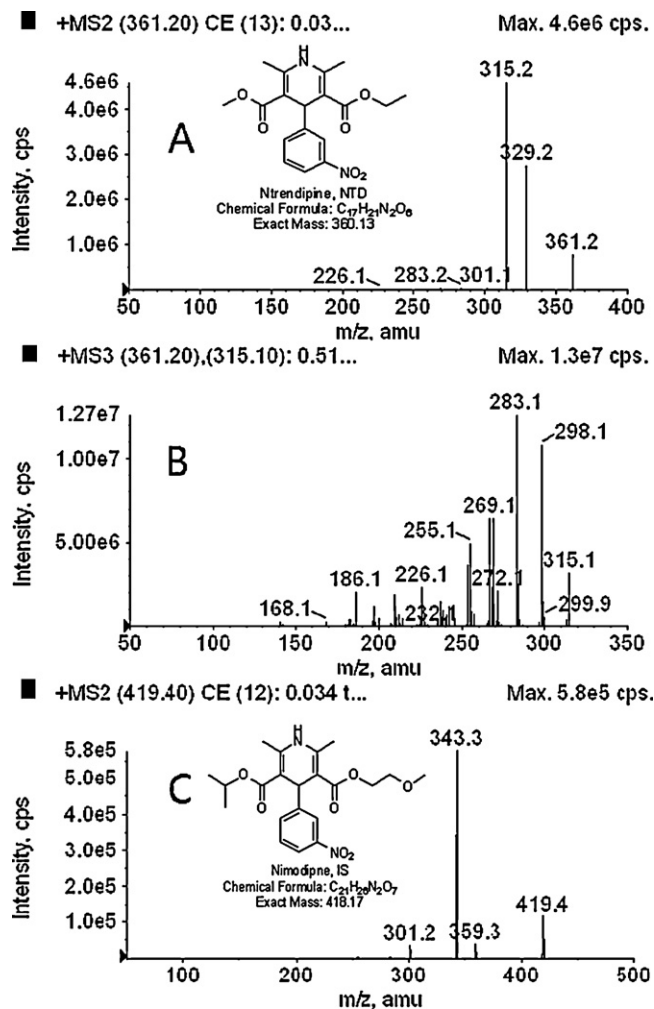 +MS2 (361.20) CE (13): 0.03... Max. 4.6e6 cps.
A
Intensity, cps
4.6e6
4.0e6
3.0e6
2.0e6
1.0e6
H
N
O
O
O
O
NO₂
Ntrendipine, NTD
Chemical Formula: C₁₇H₂₁N₂O₆
Exact Mass: 360.13
315.2
329.2
361.2
226.1
283.2
301.1
50 100 150 200 250 300 350 400
m/z, amu
+MS3 (361.20),(315.10): 0.51... Max. 1.3e7 cps.
B
Intensity, cps
1.27e7
1.00e7
5.00e6
283.1
298.1
269.1
255.1
315.1
186.1
226.1
272.1
168.1
232
299.9
50 100 150 200 250 300 350
m/z, amu
+MS2 (419.40) CE (12): 0.034 t... Max. 5.8e5 cps.
C
Intensity, cps
5.8e5
5.0e5
4.0e5
3.0e5
2.0e5
1.0e5
H
N
O
O
O
O
O
NO₂
Nimodipne, IS
Chemical Formula: C₂₁H₂₆N₂O₇
Exact Mass: 418.17
343.3
419.4
301.2
359.3
100 200 300 400 500
m/z, amu